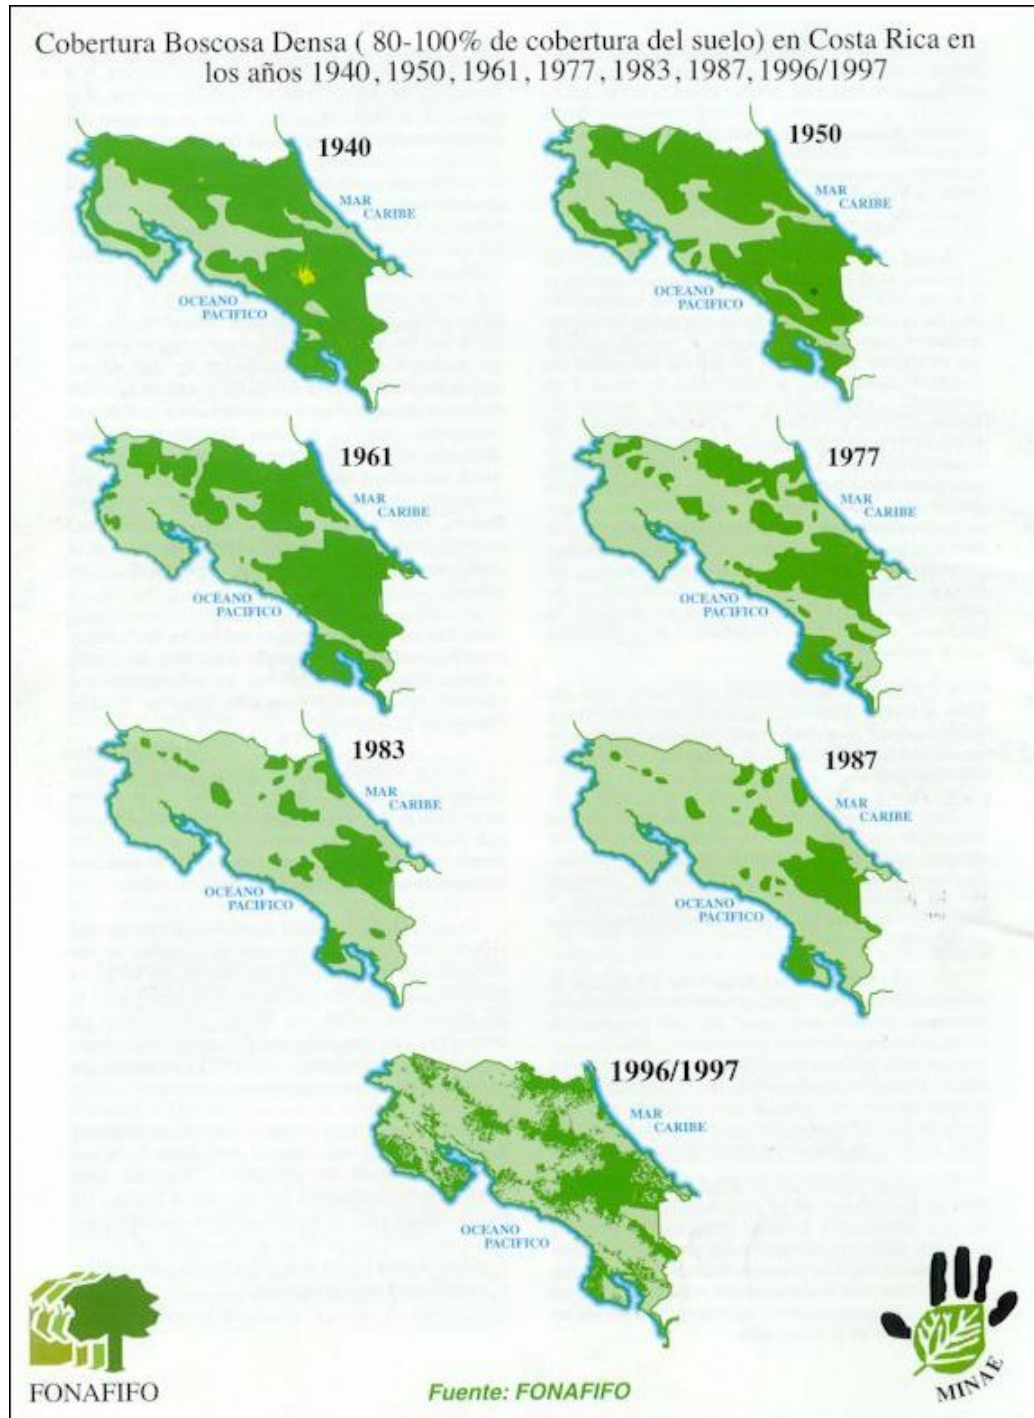 Cobertura Boscosa Densa ( 80-100% de cobertura del suelo) en Costa Rica en
los años 1940, 1950, 1961, 1977, 1983, 1987, 1996/1997
1940
MAR
CARIBE
OCEANO
PACIFICO
1950
MAR
CARIBE
OCEANO
PACIFICO
1961
MAR
CARIBE
OCEANO
PACIFICO
1977
MAR
CARIBE
OCEANO
PACIFICO
1983
MAR
CARIBE
OCEANO
PACIFICO
1987
MAR
CARIBE
OCEANO
PACIFICO
1996/1997
MAR
CARIBE
OCEANO
PACIFICO
FONAFIFO
Fuente: FONAFIFO
MINAE